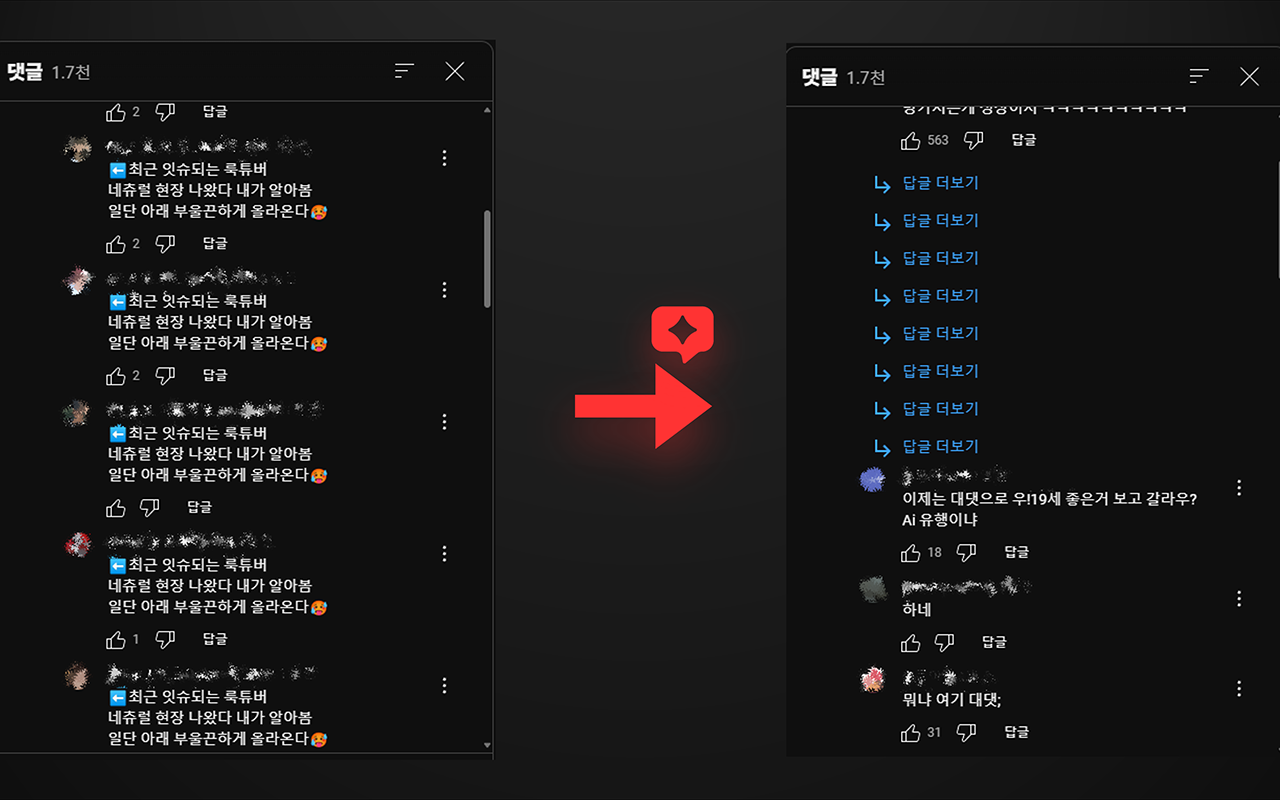 댓글 1.7천
2 답글
⬅️최근 잇슈되는 룩튜버
네츄럴 현장 나왔다 내가 알아봄
일단 아래 부울끈하게 올라온다🥵
2 답글
⬅️최근 잇슈되는 룩튜버
네츄럴 현장 나왔다 내가 알아봄
일단 아래 부울끈하게 올라온다🥵
2 답글
⬅️최근 잇슈되는 룩튜버
네츄럴 현장 나왔다 내가 알아봄
일단 아래 부울끈하게 올라온다🥵
답글
⬅️최근 잇슈되는 룩튜버
네츄럴 현장 나왔다 내가 알아봄
일단 아래 부울끈하게 올라온다🥵
1 답글
⬅️최근 잇슈되는 룩튜버
네츄럴 현장 나왔다 내가 알아봄
일단 아래 부울끈하게 올라온다🥵
댓글 1.7천
563 답글
답글 더보기
답글 더보기
답글 더보기
답글 더보기
답글 더보기
답글 더보기
답글 더보기
답글 더보기
이제는 대댓으로 우!19세 좋은거 보고 갈라우?
Ai 유행이냐
18 답글
하네
답글
뭐냐 여기 대댓;
31 답글